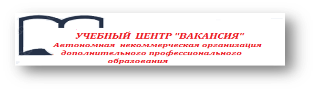 УЧЕБНЫЙ ЦЕНТР "ВАКАНСИЯ"
Автономная некоммерческая организация
дополнительного профессионального
образования